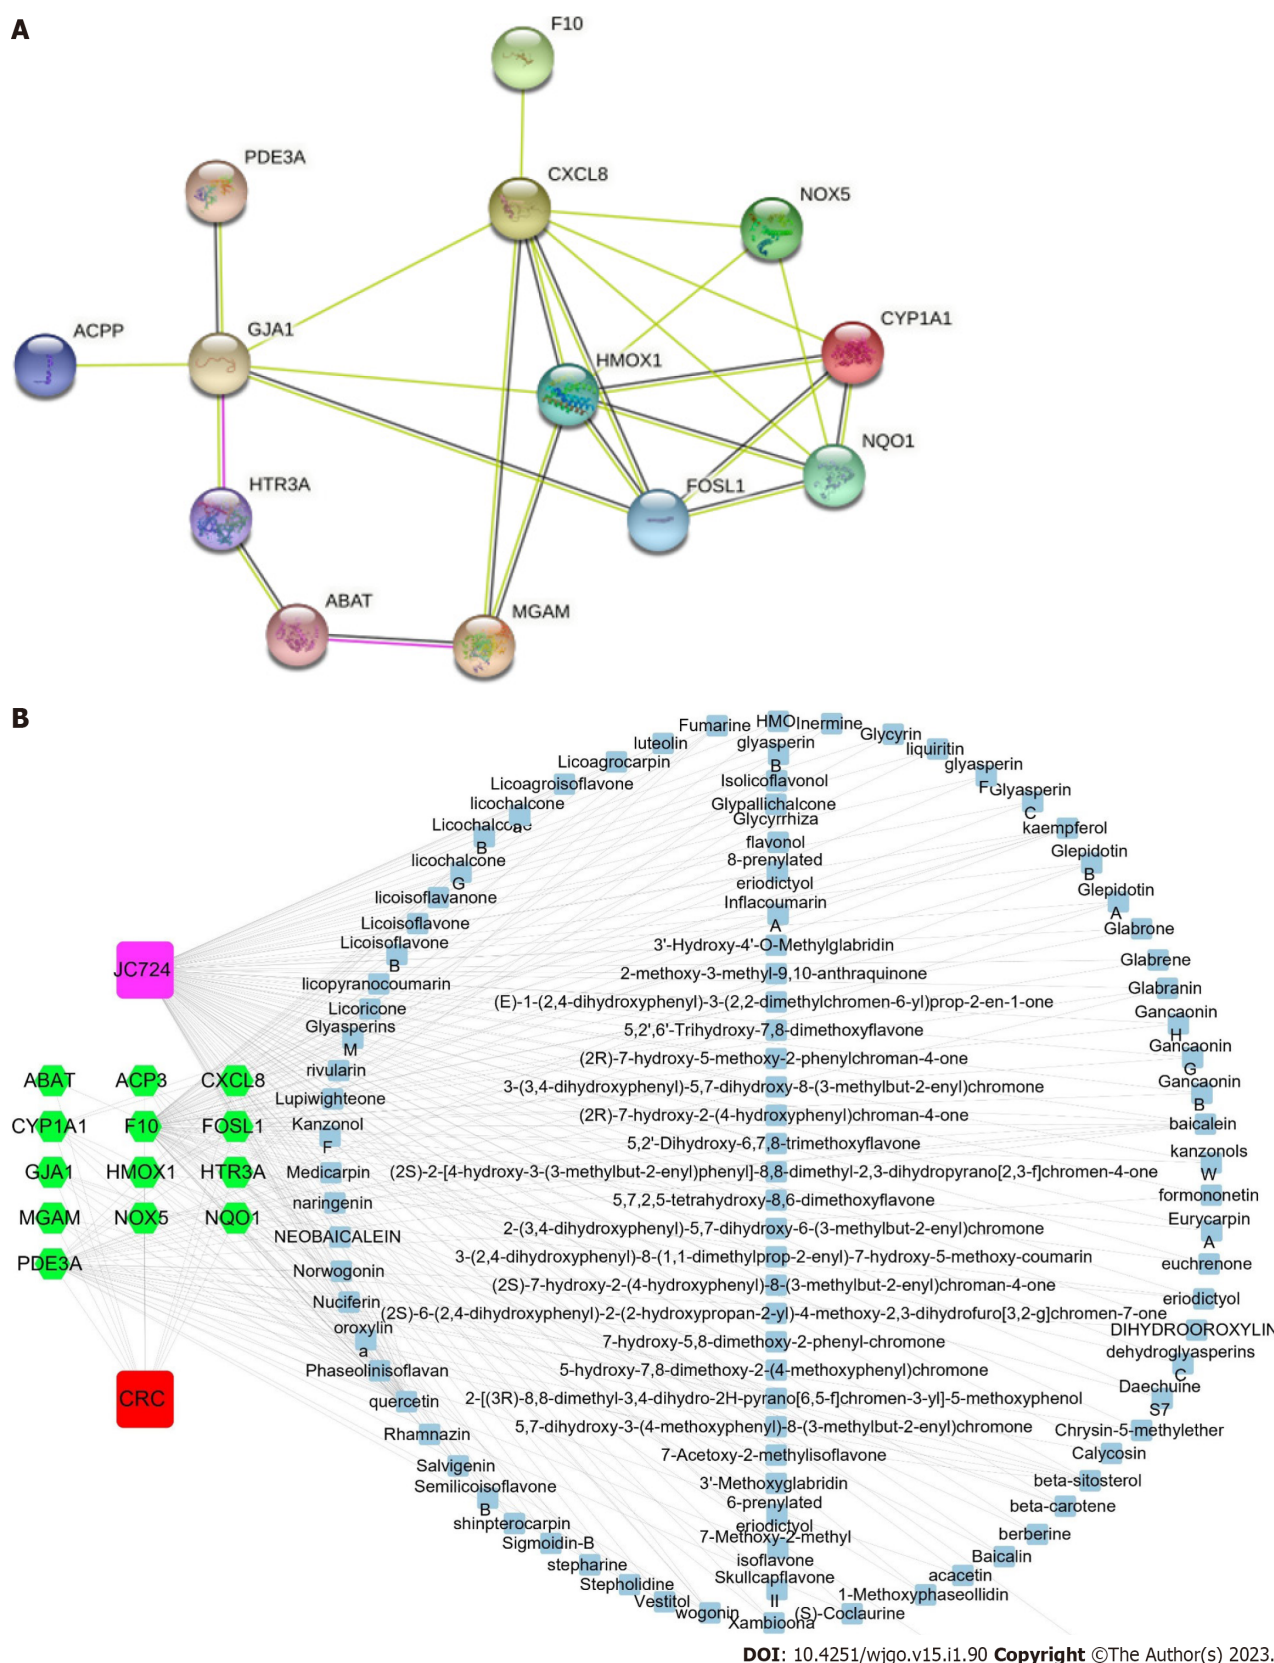 A
F10
PDE3A
CXCL8
NOX5
ACPP
GJA1
CYP1A1
HMOX1
NQO1
HTR3A
FOSL1
ABAT
MGAM
B
JC724
ABAT
ACP3
CXCL8
CYP1A1
F10
FOSL1
GJA1
HMOX1
HTR3A
MGAM
NOX5
NQO1
PDE3A
CRC
Fumarine
luteolin
Licoagrocarpin
Licoagroisoflavone
licochalcone
a
Licochalcone
B
licochalcone
G
licoisoflavanone
Licoisoflavone
Licoisoflavone
B
licopyranocoumarin
Licoricone
Glyasperins
M
rivularin
Lupiwighteone
Kanzonol
F
Medicarpin
naringenin
NEOBAICALEIN
Norwogonin
Nuciferin
oroxylin
a
Phaseolinisoflavan
quercetin
Rhamnazin
Salvigenin
Semilicoisoflavone
B
shinpterocarpin
Sigmoidin-B
stepharine
Stepholidine
Vestitol
wogonin
Xambioona
HMO
glyasperin
B
Isolicoflavonol
Glypallichalcone
Glycyrrhiza
flavonol
8-prenylated
eriodictyol
Inflacoumarin
A
3'-Hydroxy-4'-O-Methylglabridin
2-methoxy-3-methyl-9,10-anthraquinone
(E)-1-(2,4-dihydroxyphenyl)-3-(2,2-dimethylchromen-6-yl)prop-2-en-1-one
5,2',6'-Trihydroxy-7,8-dimethoxyflavone
(2R)-7-hydroxy-5-methoxy-2-phenylchroman-4-one
3-(3,4-dihydroxyphenyl)-5,7-dihydroxy-8-(3-methylbut-2-enyl)chromone
(2R)-7-hydroxy-2-(4-hydroxyphenyl)chroman-4-one
5,2'-Dihydroxy-6,7,8-trimethoxyflavone
(2S)-2-[4-hydroxy-3-(3-methylbut-2-enyl)phenyl]-8,8-dimethyl-2,3-dihydropyrano[2,3-f]chromen-4-one
5,7,2,5-tetrahydroxy-8,6-dimethoxyflavone
2-(3,4-dihydroxyphenyl)-5,7-dihydroxy-6-(3-methylbut-2-enyl)chromone
3-(2,4-dihydroxyphenyl)-8-(1,1-dimethylprop-2-enyl)-7-hydroxy-5-methoxy-coumarin
(2S)-7-hydroxy-2-(4-hydroxyphenyl)-8-(3-methylbut-2-enyl)chroman-4-one
(2S)-6-(2,4-dihydroxyphenyl)-2-(2-hydroxypropan-2-yl)-4-methoxy-2,3-dihydrofuro[3,2-g]chromen-7-one
7-hydroxy-5,8-dimethoxy-2-phenyl-chromone
5-hydroxy-7,8-dimethoxy-2-(4-methoxyphenyl)chromone
2-[(3R)-8,8-dimethyl-3,4-dihydro-2H-pyrano[6,5-f]chromen-3-yl]-5-methoxyphenol
5,7-dihydroxy-3-(4-methoxyphenyl)-8-(3-methylbut-2-enyl)chromone
7-Acetoxy-2-methylisoflavone
3'-Methoxyglabridin
6-prenylated
eriodictyol
7-Methoxy-2-methyl
isoflavone
Skullcapflavone
II
Inermine
Glycyrin
liquiritin
glyasperin
F
Glyasperin
C
kaempferol
Glepidotin
B
Glepidotin
A
Glabrone
Glabrene
Glabranin
Gancaonin
H
Gancaonin
G
Gancaonin
B
baicalein
kanzonols
W
formononetin
Eurycarpin
A
euchrenone
eriodictyol
DIHYDROOROXYLIN
dehydroglyasperins
C
Daechuine
S7
Chrysin-5-methylether
Calycosin
beta-sitosterol
beta-carotene
berberine
Baicalin
acacetin
1-Methoxyphaseollidin
(S)-Coclaurine
DOI: 10.4251/wjgo.v15.i1.90 Copyright ©The Author(s) 2023.